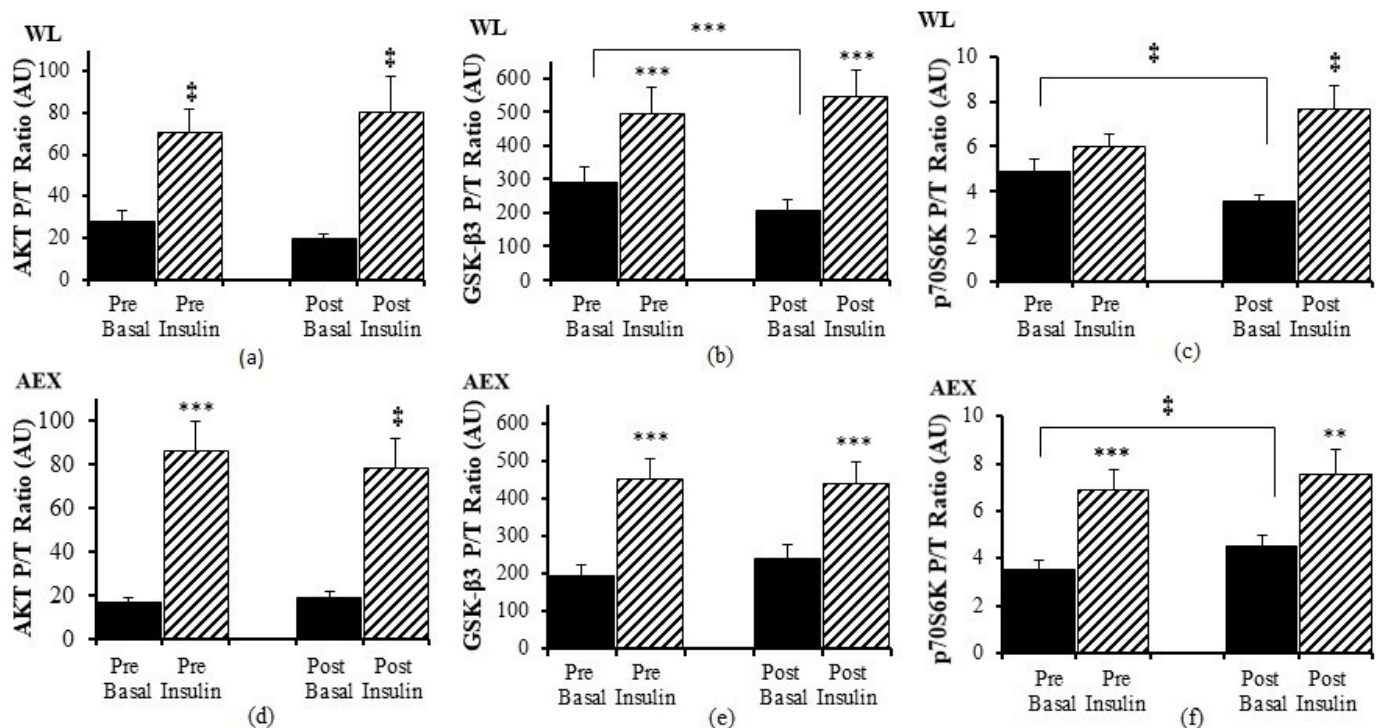 WL
AKT P/T Ratio (AU)
100
80
60
40
20
0
‡
‡
Pre Pre Post Post
Basal Insulin Basal Insulin
(a)
WL
GSK-β3 P/T Ratio (AU)
600
500
400
300
200
100
0
***
***
***
Pre Pre Post Post
Basal Insulin Basal Insulin
(b)
WL
p70S6K P/T Ratio (AU)
10
8
6
4
2
0
‡
‡
Pre Pre Post Post
Basal Insulin Basal Insulin
(c)
AEX
AKT P/T Ratio (AU)
100
80
60
40
20
0
***
‡
Pre Pre Post Post
Basal Insulin Basal Insulin
(d)
AEX
GSK-β3 P/T Ratio (AU)
600
500
400
300
200
100
0
***
***
Pre Pre Post Post
Basal Insulin Basal Insulin
(e)
AEX
p70S6K P/T Ratio (AU)
10
8
6
4
2
0
‡
***
**
Pre Pre Post Post
Basal Insulin Basal Insulin
(f)